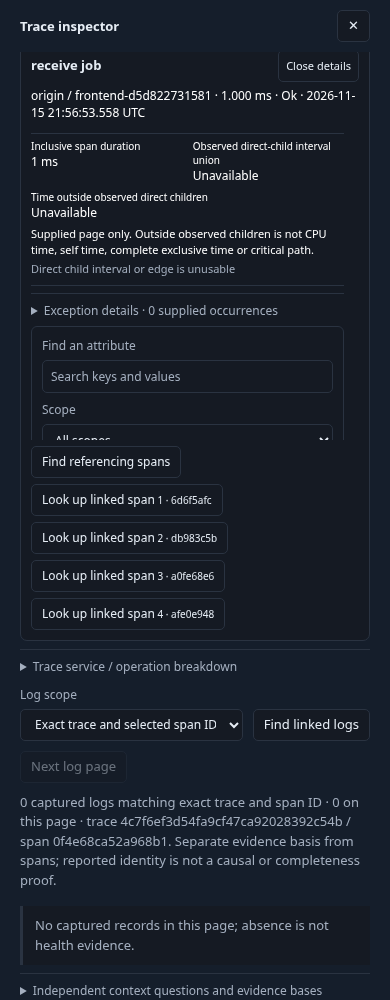 Trace inspector
✕
receive job
Close details
origin / frontend-d5d822731581 · 1.000 ms · Ok · 2026-11-
15 21:56:53.558 UTC
Inclusive span duration
1 ms
Observed direct-child interval
union
Unavailable
Time outside observed direct children
Unavailable
Supplied page only. Outside observed children is not CPU
time, self time, complete exclusive time or critical path.
Direct child interval or edge is unusable
▶ Exception details · 0 supplied occurrences
Find an attribute
Search keys and values
Scope
All scopes
Find referencing spans
Look up linked span 1 · 6d6f5afc
Look up linked span 2 · db983c5b
Look up linked span 3 · a0fe68e6
Look up linked span 4 · afe0e948
▶ Trace service / operation breakdown
Log scope
Exact trace and selected span ID
Find linked logs
Next log page
0 captured logs matching exact trace and span ID · 0 on
this page · trace 4c7f6ef3d54fa9cf47ca92028392c54b /
span 0f4e68ca52a968b1. Separate evidence basis from
spans; reported identity is not a causal or completeness
proof.
No captured records in this page; absence is not
health evidence.
▶ Independent context questions and evidence bases